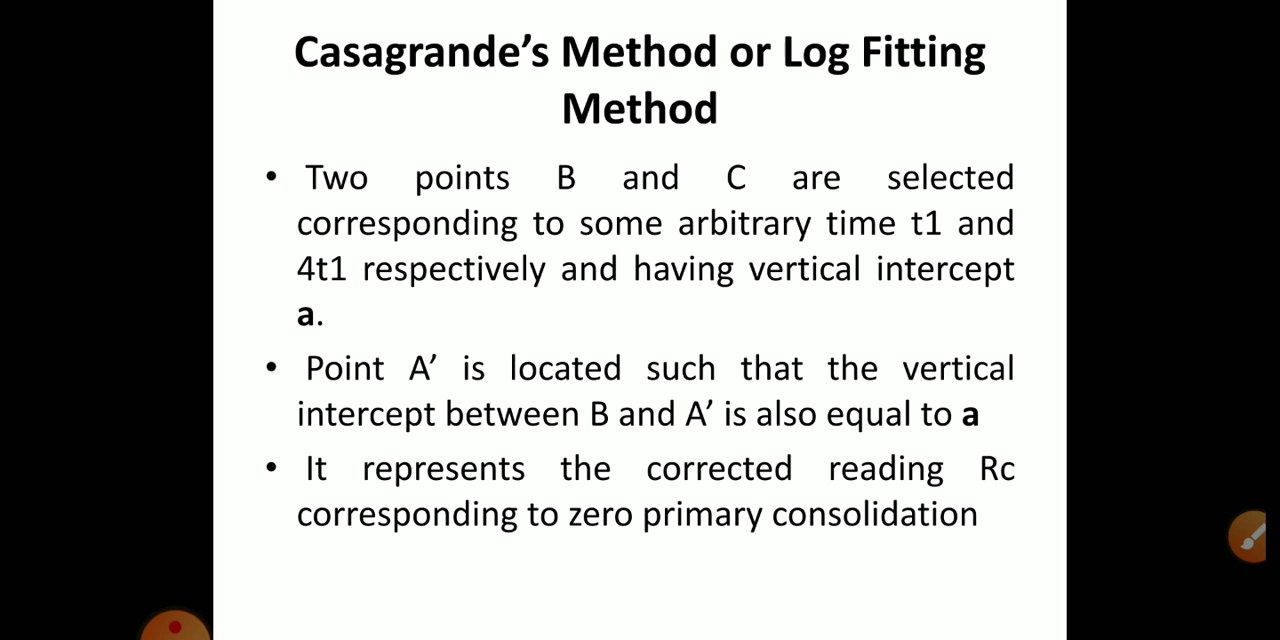 Casagrande’s Method or Log Fitting
Method
• Two points B and C are selected
corresponding to some arbitrary time t1 and
4t1 respectively and having vertical intercept
a.
• Point A’ is located such that the vertical
intercept between B and A’ is also equal to a
• It represents the corrected reading Rc
corresponding to zero primary consolidation